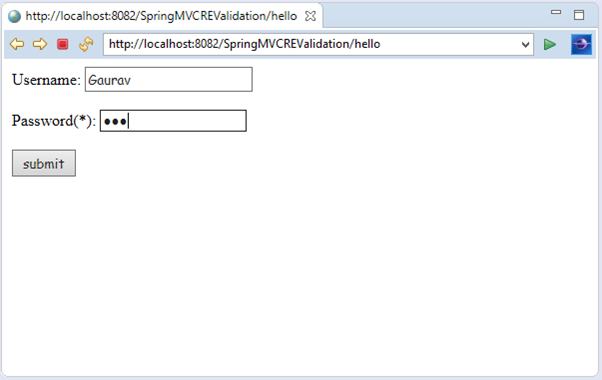 http://localhost:8082/SpringMVCREValidation/hello
http://localhost:8082/SpringMVCREValidation/hello
Username: Gaurav
Password(*): •••
submit